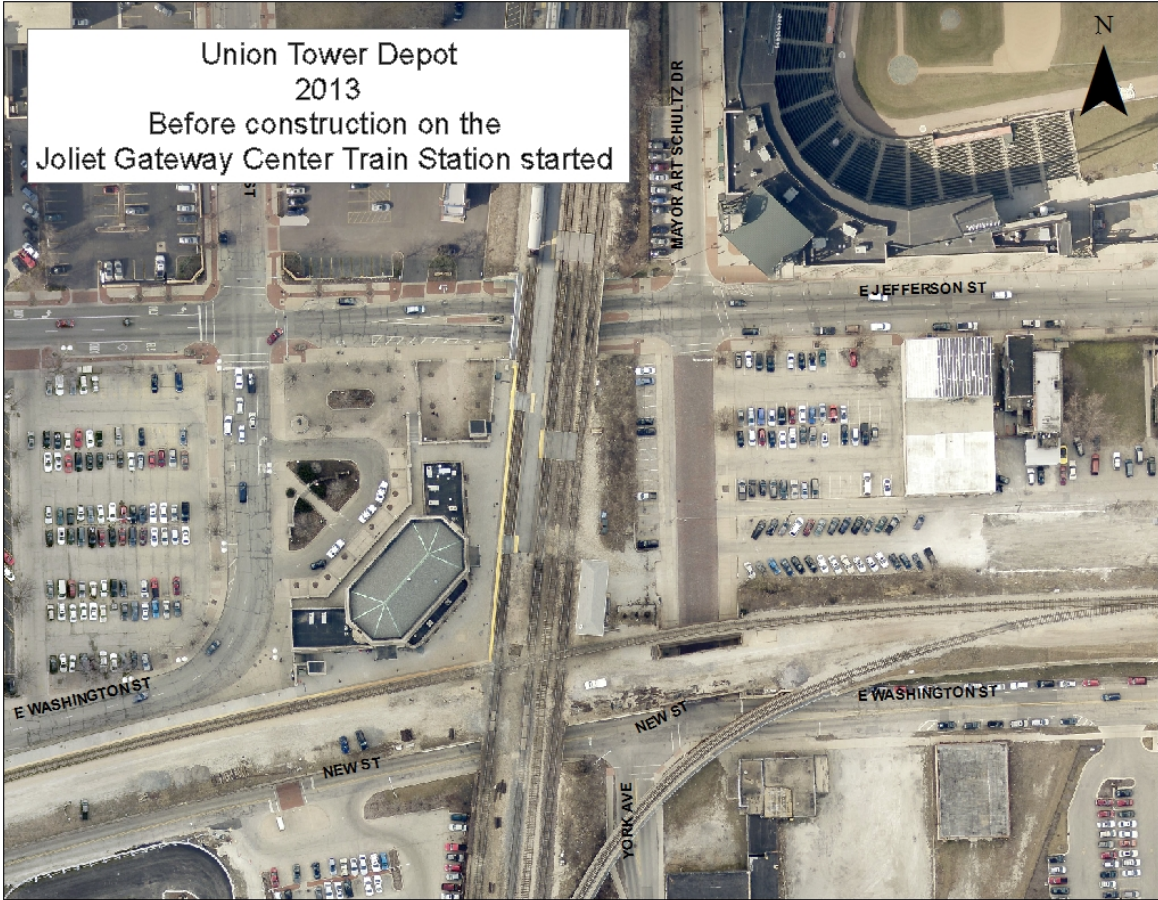 Union Tower Depot
2013
Before construction on the
Joliet Gateway Center Train Station started
N
MAYOR ART SCHULTZ DR
ST
E JEFFERSON ST
E WASHINGTON ST
E WASHINGTON ST
NEW ST
NEW ST
YORK AVE